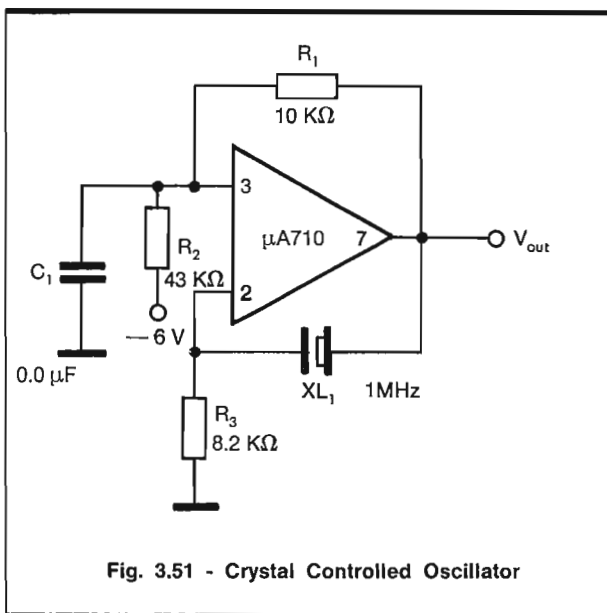 R1
10 KΩ
3
μA710
7
Vout
R2
43 KΩ
C1
2
— 6 V
0.0 μF
XL1
1MHz
R3
8.2 KΩ
Fig. 3.51 - Crystal Controlled Oscillator